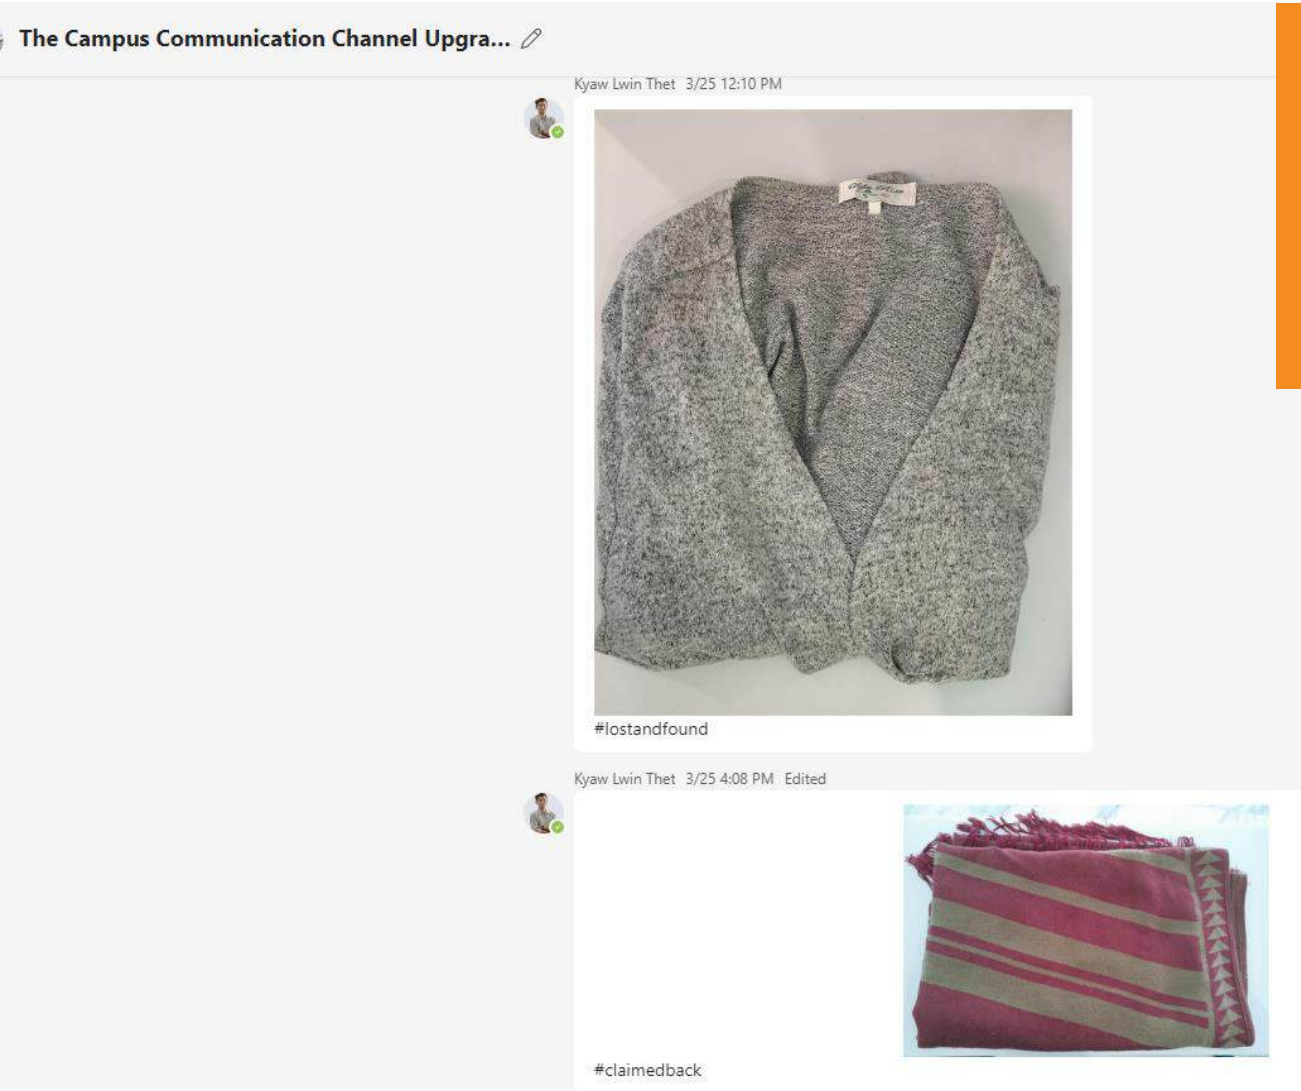 The Campus Communication Channel Upgra...
Kyaw Lwin Thet 3/25 12:10 PM
#lostandfound
Kyaw Lwin Thet 3/25 4:08 PM Edited
#claimedback